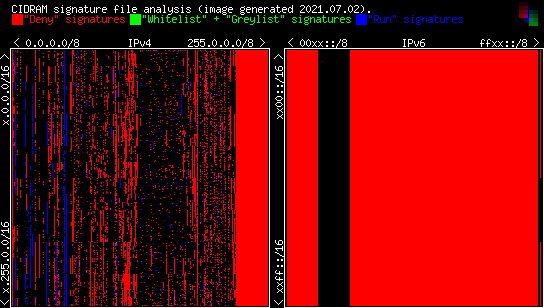 CIDRAM signature file analysis (image generated 2021.07.02).
"Deny" signatures "Whitelist" + "Greylist" signatures "Run" signatures
< 0.0.0.0/8 IPv4 255.0.0.0/8 > < 00xx::/8 IPv6 ffxx::/8 >
< x.0.0.0/16 x.255.0.0/16 >
< xx00::/16 xxff::/16 >